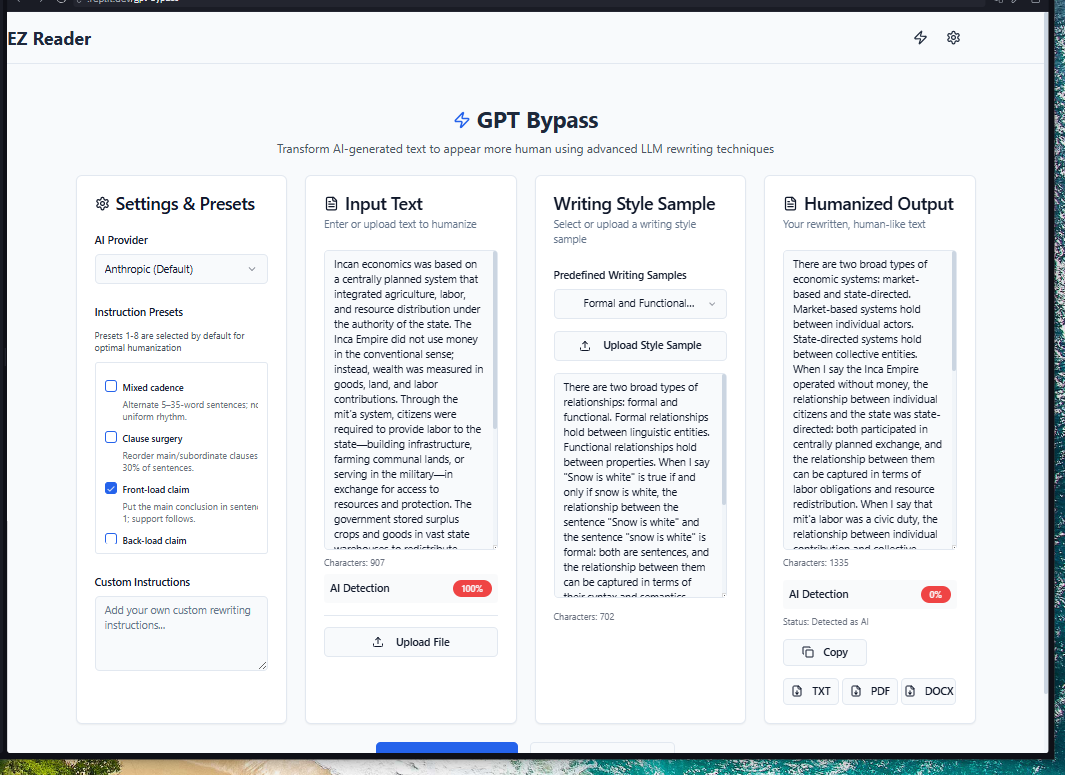 EZ Reader
GPT Bypass
Transform AI-generated text to appear more human using advanced LLM rewriting techniques
Settings & Presets
AI Provider
Anthropic (Default)
Instruction Presets
Presets 1-8 are selected by default for
optimal humanization
Mixed cadence
Alternate 5–35-word sentences; no
uniform rhythm.
Clause surgery
Reorder main/subordinate clauses
30% of sentences.
Front-load claim
Put the main conclusion in sentence
1; support follows.
Back-load claim
Custom Instructions
Add your own custom rewriting
instructions...
Input Text
Enter or upload text to humanize
Incan economics was based on
a centrally planned system that
integrated agriculture, labor,
and resource distribution under
the authority of the state. The
Inca Empire did not use money
in the conventional sense;
instead, wealth was measured in
goods, land, and labor
contributions. Through the
mit'a system, citizens were
required to provide labor to the
state—building infrastructure,
farming communal lands, or
serving in the military—in
exchange for access to
resources and protection. The
government stored surplus
crops and goods in vast state
warehouses to redistribute
Characters: 907
AI Detection
100%
Upload File
Writing Style Sample
Select or upload a writing style
sample
Predefined Writing Samples
Formal and Functional...
Upload Style Sample
There are two broad types of
relationships: formal and
functional. Formal relationships
hold between linguistic entities.
Functional relationships hold
between properties. When I say
"Snow is white" is true if and
only if snow is white, the
relationship between the
sentence "Snow is white" and
the sentence "snow is white" is
formal: both are sentences, and
the relationship between them
can be captured in terms of
their syntax and semantics.
Characters: 702
Humanized Output
Your rewritten, human-like text
There are two broad types of
economic systems: market-
based and state-directed.
Market-based systems hold
between individual actors.
State-directed systems hold
between collective entities.
When I say the Inca Empire
operated without money, the
relationship between individual
citizens and the state was state-
directed: both participated in
centrally planned exchange, and
the relationship between them
can be captured in terms of
labor obligations and resource
redistribution. When I say that
mit'a labor was a civic duty, the
relationship between individual
contribution and collective
Characters: 1335
AI Detection
0%
Status: Detected as AI
Copy
TXT
PDF
DOCX